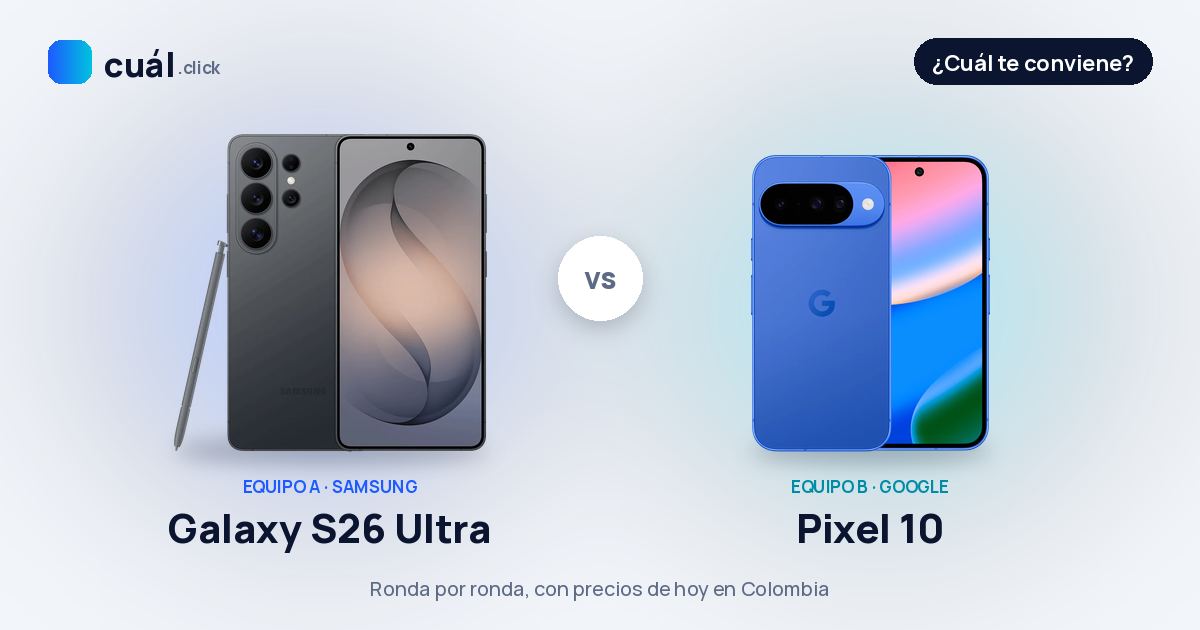 cuál.click
¿Cuál te conviene?
SAMSUNG
G
VS
EQUIPO A · SAMSUNG
EQUIPO B · GOOGLE
Galaxy S26 Ultra
Pixel 10
Ronda por ronda, con precios de hoy en Colombia